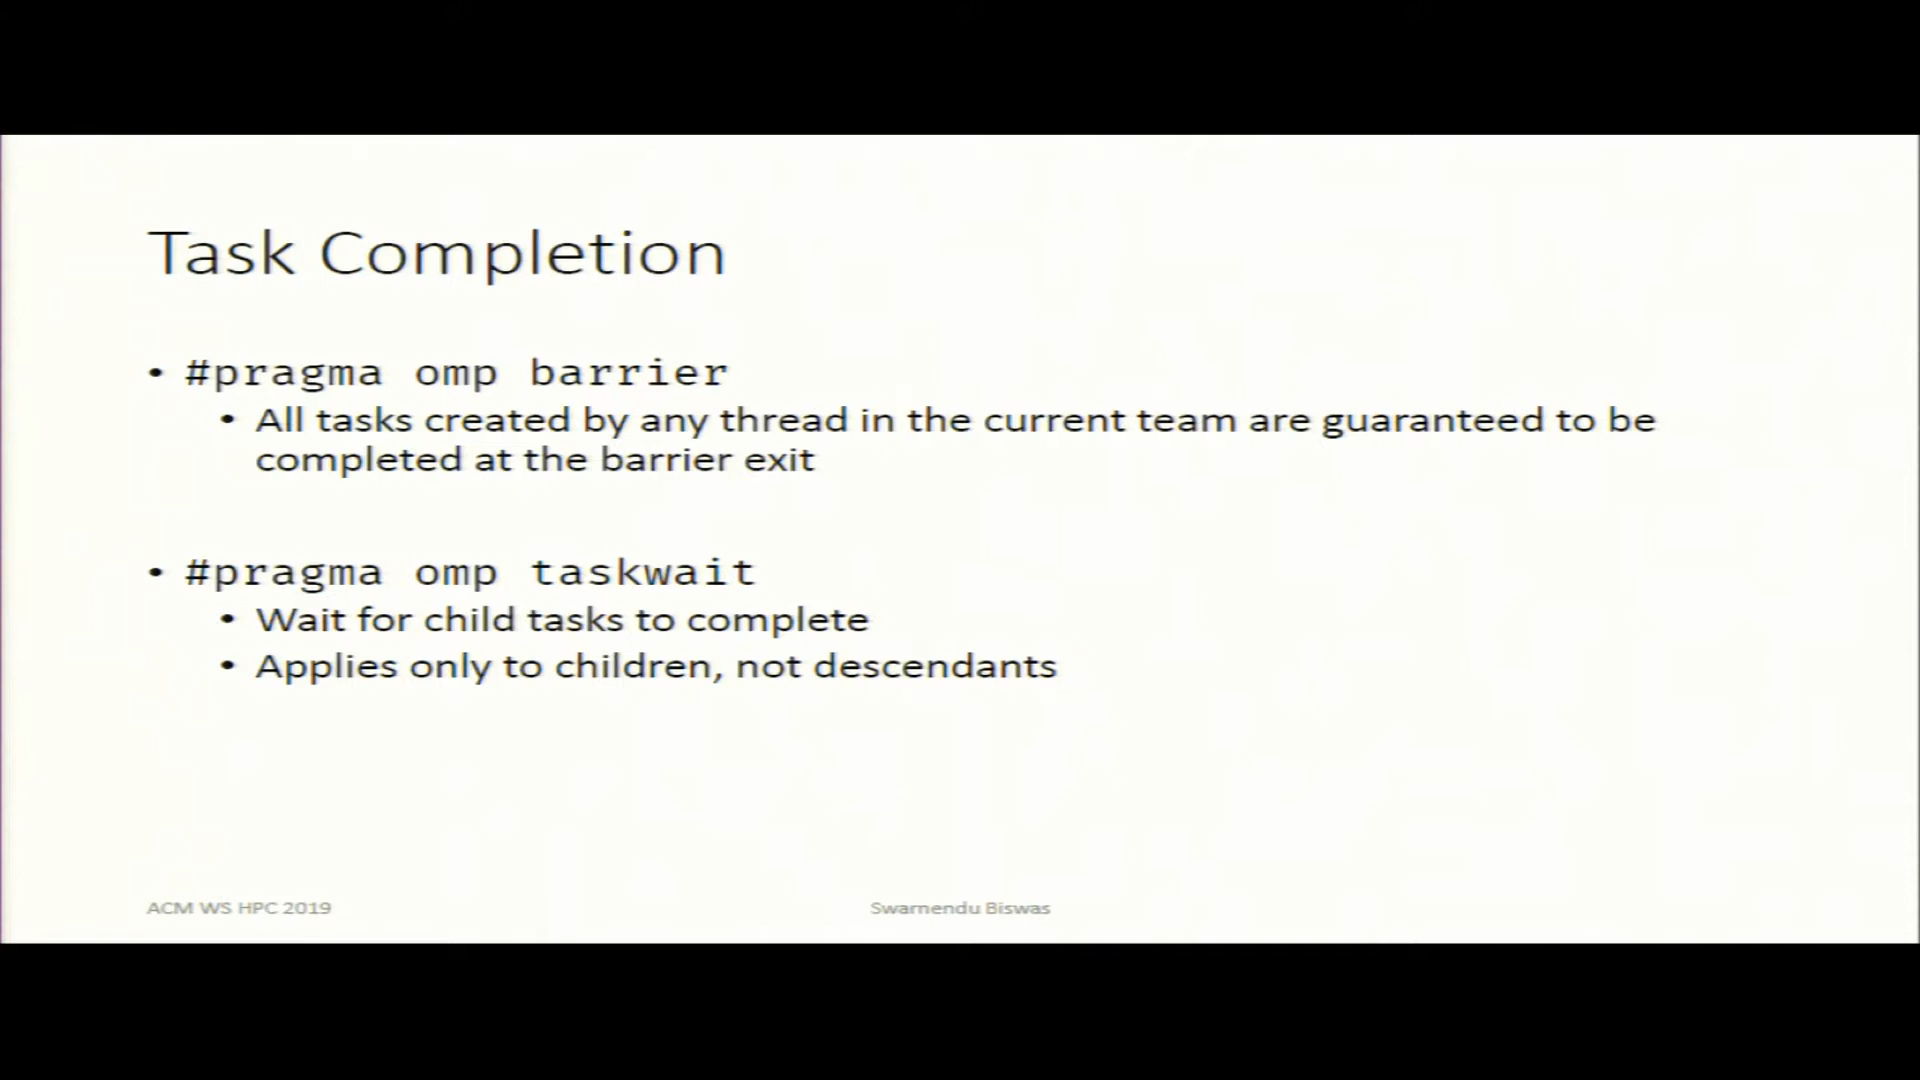 Task Completion
• #pragma omp barrier
• All tasks created by any thread in the current team are guaranteed to be
completed at the barrier exit
• #pragma omp taskwait
• Wait for child tasks to complete
• Applies only to children, not descendants
ACM WS HPC 2019
Swarnendu Biswas